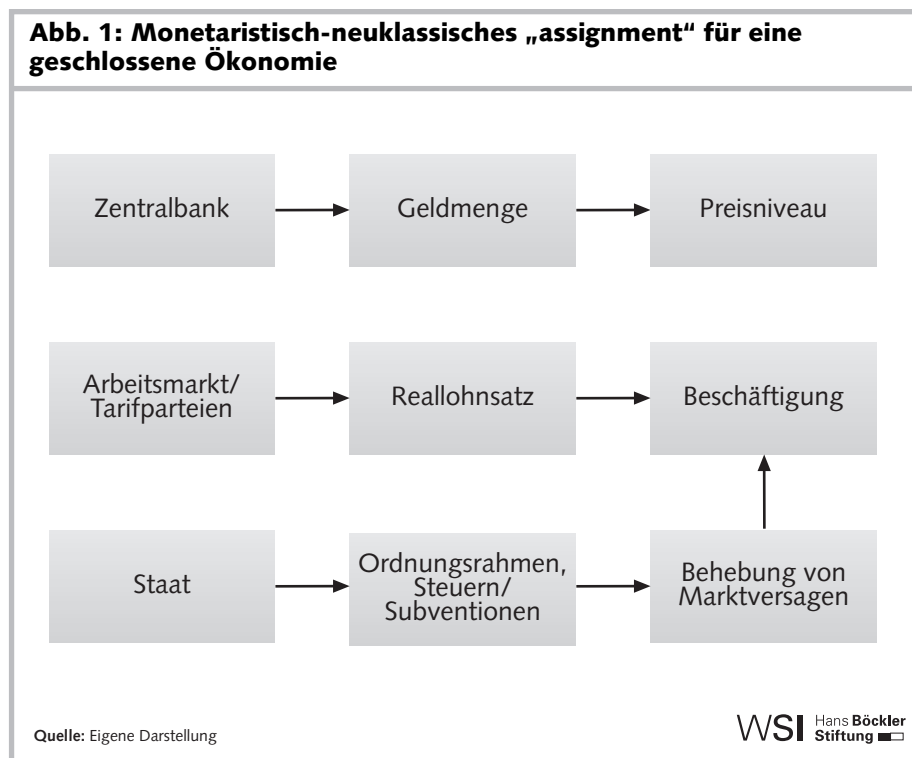 Abb. 1: Monetaristisch-neuklassisches „assignment“ für eine
geschlossene Ökonomie
Zentralbank
Geldmenge
Preisniveau
Arbeitsmarkt/
Tarifparteien
Reallohnsatz
Beschäftigung
Staat
Ordnungsrahmen,
Steuern/
Subventionen
Behebung von
Marktversagen
Quelle: Eigene Darstellung
WSI
Hans Böckler
Stiftung